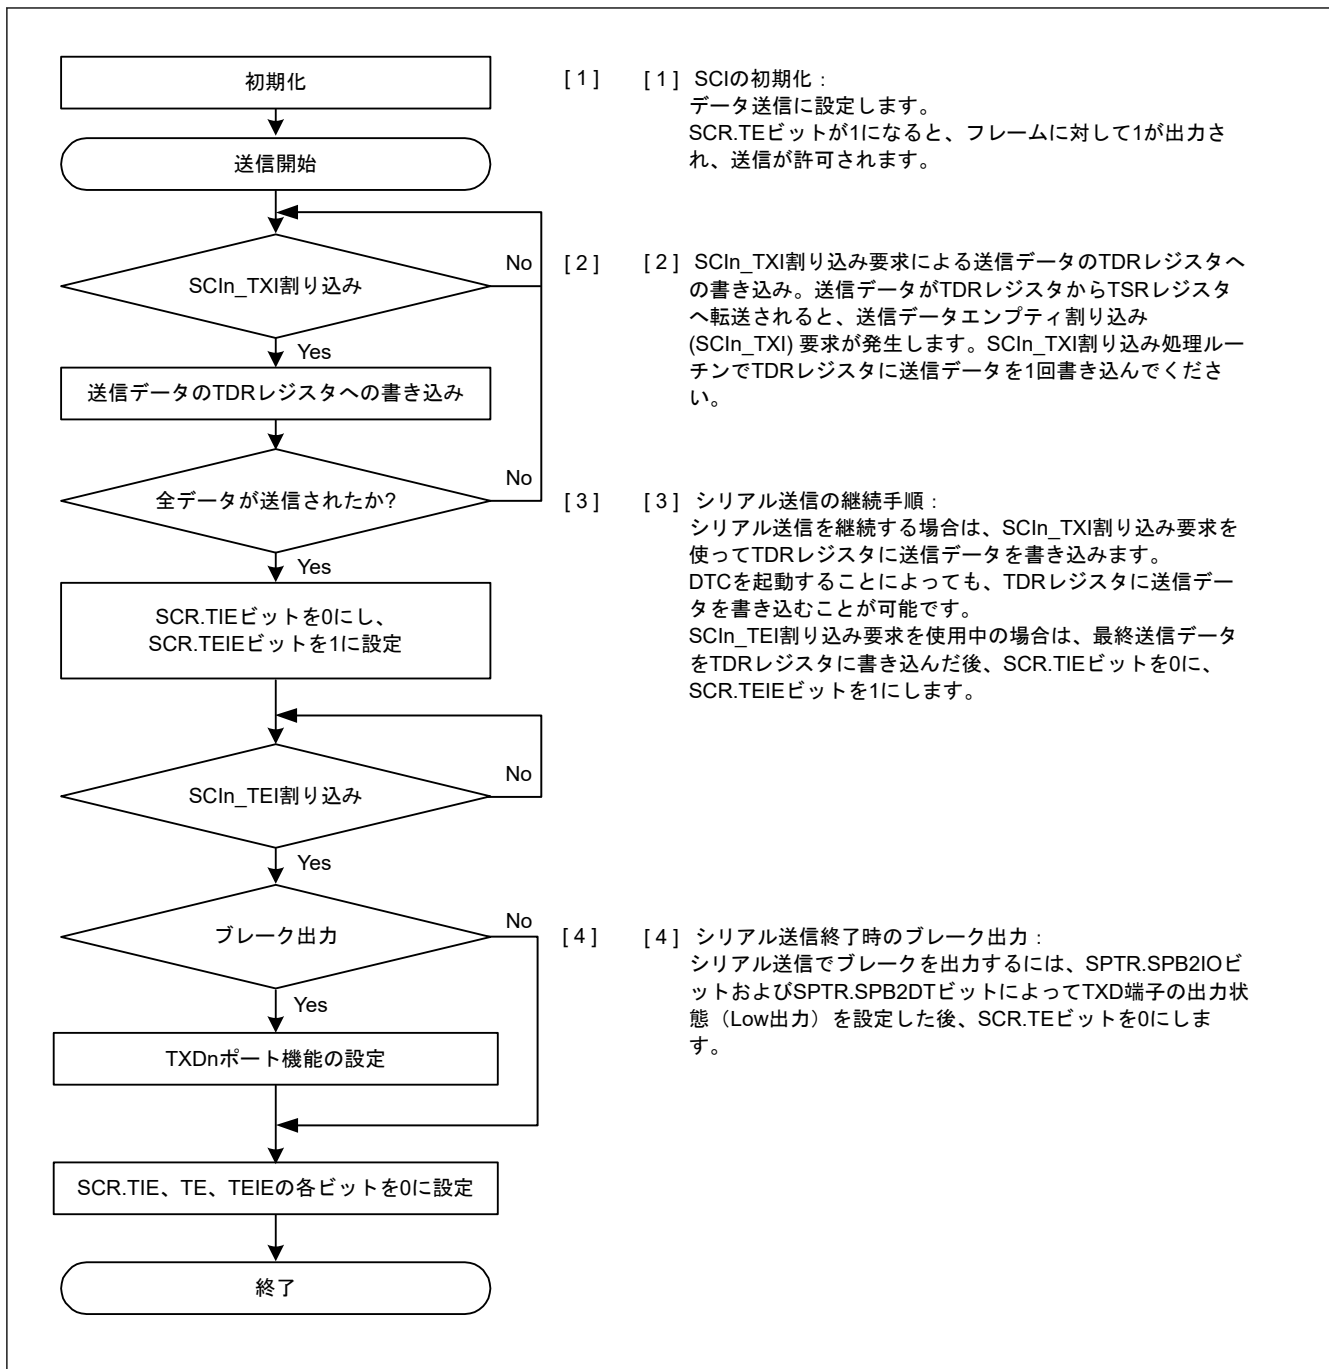 初期化
[ 1 ]
[ 1 ] SCIの初期化：
データ送信に設定します。
SCR.TEビットが1になると、フレームに対して1が出力さ
れ、送信が許可されます。
送信開始
SCIn_TXI割り込み
No
[ 2 ]
[ 2 ] SCIn_TXI割り込み要求による送信データのTDRレジスタへ
の書き込み。送信データがTDRレジスタからTSRレジスタ
へ転送されると、送信データエンプティ割り込み
(SCIn_TXI) 要求が発生します。SCIn_TXI割り込み処理ルー
チンでTDRレジスタに送信データを1回書き込んでくださ
い。
Yes
送信データのTDRレジスタへの書き込み
全データが送信されたか?
No
[ 3 ]
[ 3 ] シリアル送信の継続手順：
シリアル送信を継続する場合は、SCIn_TXI割り込み要求を
使ってTDRレジスタに送信データを書き込みます。
DTCを起動することによっても、TDRレジスタに送信デー
タを書き込むことが可能です。
SCIn_TEI割り込み要求を使用中の場合は、最終送信データ
をTDRレジスタに書き込んだ後、SCR.TIEビットを0に、
SCR.TEIEビットを1にします。
Yes
SCR.TIEビットを0にし、
SCR.TEIEビットを1に設定
SCIn_TEI割り込み
No
Yes
ブレーク出力
No
[ 4 ]
[ 4 ] シリアル送信終了時のブレーク出力：
シリアル送信でブレークを出力するには、SPTR.SPB2IOビ
ットおよびSPTR.SPB2DTビットによってTXD端子の出力状
態（Low出力）を設定した後、SCR.TEビットを0にしま
す。
Yes
TXDnポート機能の設定
SCR.TIE、TE、TEIEの各ビットを0に設定
終了